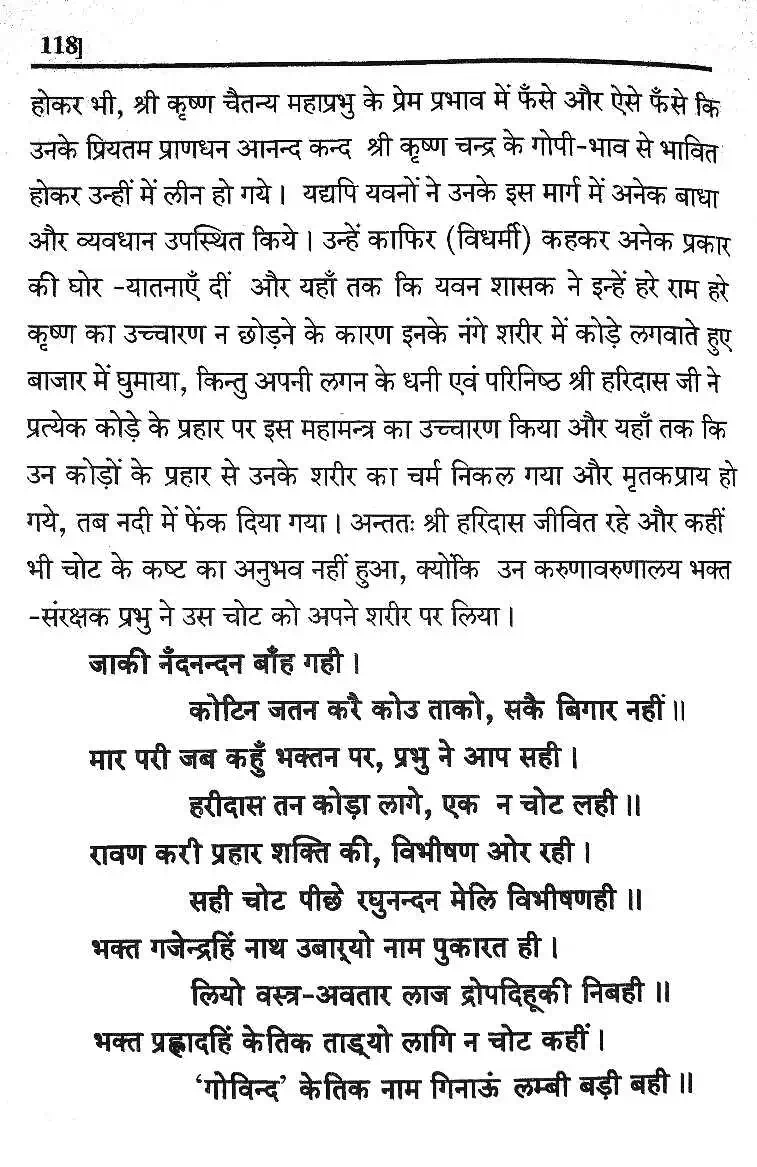 118]
होकर भी, श्री कृष्ण चैतन्य महाप्रभु के प्रेम प्रभाव में फँसे और ऐसे फँसे कि
उनके प्रियतम प्राणधन आनन्द कन्द श्री कृष्ण चन्द्र के गोपी-भाव से भावित
होकर उन्हीं में लीन हो गये। यद्यपि यवनों ने उनके इस मार्ग में अनेक बाधा
और व्यवधान उपस्थित किये। उन्हें काफिर (विधर्मी) कहकर अनेक प्रकार
की घोर -यातनाएँ दीं और यहाँ तक कि यवन शासक ने इन्हें हरे राम हरे
कृष्ण का उच्चारण न छोड़ने के कारण इनके नंगे शरीर में कोड़े लगवाते हुए
बाजार में घुमाया, किन्तु अपनी लगन के धनी एवं परिनिष्ठ श्री हरिदास जी ने
प्रत्येक कोड़े के प्रहार पर इस महामन्त्र का उच्चारण किया और यहाँ तक कि
उन कोड़ों के प्रहार से उनके शरीर का चर्म निकल गया और मृतकप्राय हो
गये, तब नदी में फेंक दिया गया। अन्ततः श्री हरिदास जीवित रहे और कहीं
भी चोट के कष्ट का अनुभव नहीं हुआ, क्योंकि उन करुणावरुणालय भक्त
-संरक्षक प्रभु ने उस चोट को अपने शरीर पर लिया।
जाकी नँदनन्दन बाँह गही।
कोटिन जतन करै कोउ ताको, सकै बिगार नहीं॥
मार परी जब कहुँ भक्तन पर, प्रभु ने आप सही।
हरीदास तन कोड़ा लागे, एक न चोट लही॥
रावण करी प्रहार शक्ति की, विभीषण ओर रही।
सही चोट पीछे रघुनन्दन मेलि विभीषणही॥
भक्त गजेन्द्रहिं नाथ उबार्‌यो नाम पुकारत ही।
लियो वस्त्र-अवतार लाज द्रोपदिहूकी निबही॥
भक्त प्रह्लादहिं केतिक ताड्‌यो लागि न चोट कहीं।
‘गोविन्द’ केतिक नाम गिनाऊं लम्बी बड़ी बही॥